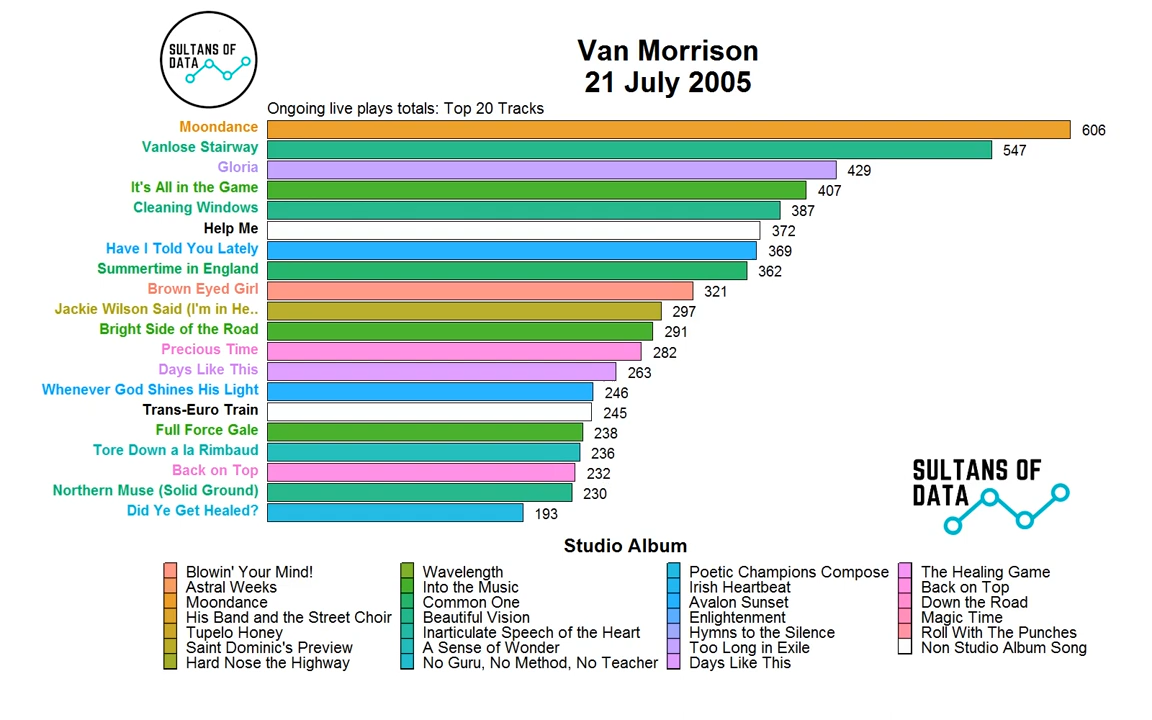 SULTANS OF
DATA
Van Morrison
21 July 2005
Ongoing live plays totals: Top 20 Tracks
Moondance 606
Vanlose Stairway 547
Gloria 429
It's All in the Game 407
Cleaning Windows 387
Help Me 372
Have I Told You Lately 369
Summertime in England 362
Brown Eyed Girl 321
Jackie Wilson Said (I'm in He.. 297
Bright Side of the Road 291
Precious Time 282
Days Like This 263
Whenever God Shines His Light 246
Trans-Euro Train 245
Full Force Gale 238
Tore Down a la Rimbaud 236
Back on Top 232
Northern Muse (Solid Ground) 230
Did Ye Get Healed? 193
SULTANS OF
DATA
Studio Album
Blowin' Your Mind!
Astral Weeks
Moondance
His Band and the Street Choir
Tupelo Honey
Saint Dominic's Preview
Hard Nose the Highway
Wavelength
Into the Music
Common One
Beautiful Vision
Inarticulate Speech of the Heart
A Sense of Wonder
No Guru, No Method, No Teacher
Poetic Champions Compose
Irish Heartbeat
Avalon Sunset
Enlightenment
Hymns to the Silence
Too Long in Exile
Days Like This
The Healing Game
Back on Top
Down the Road
Magic Time
Roll With The Punches
Non Studio Album Song